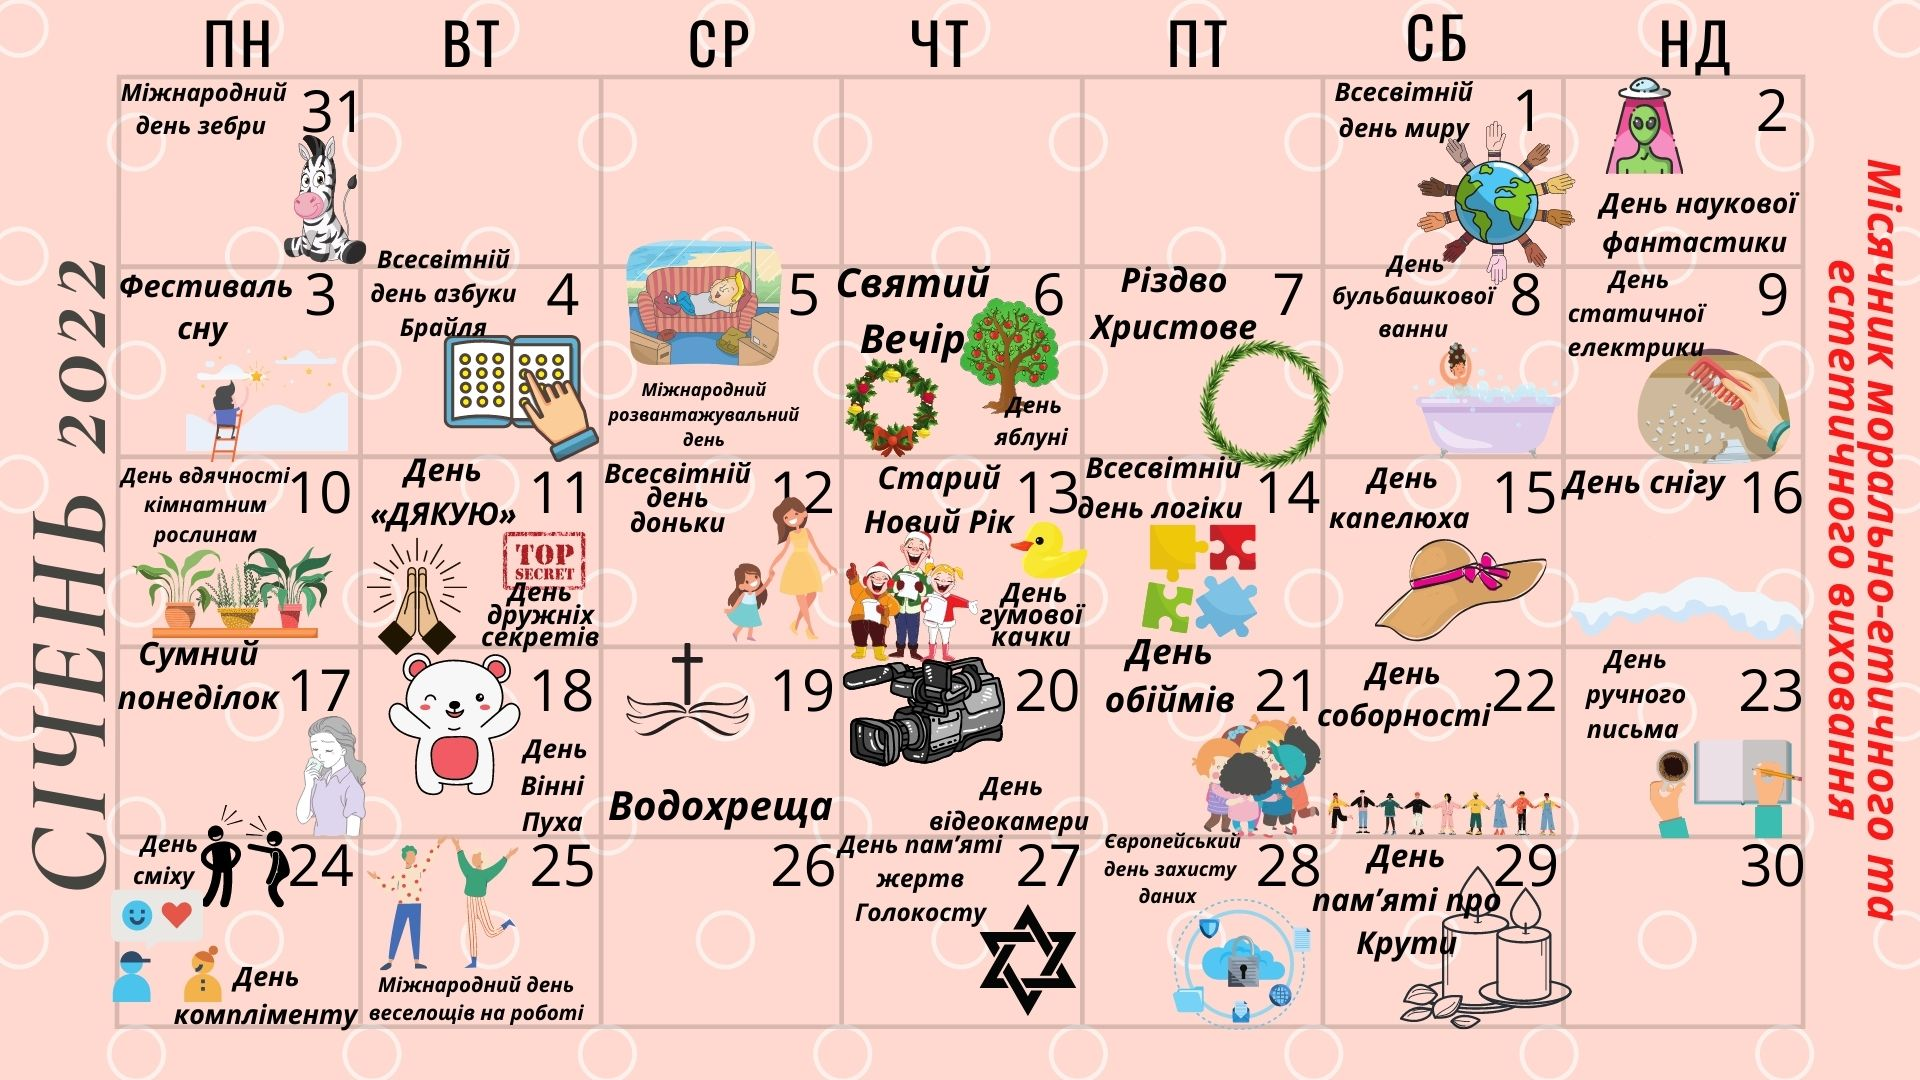 ПН ВТ СР ЧТ ПТ СБ НД
СІЧЕНЬ 2022
Міжнародний
день зебри
31
Всесвітній
день миру
1
2
День наукової
фантастики
Фестиваль
сну
3
Всесвітній
день азбуки
Брайля
4
5
Міжнародний
розвантажувальний
день
Святий
Вечір
6
День
яблуні
Різдво
Христове
7
День
бульбашкової
ванни
8
День
статичної
електрики
9
День вдячності
кімнатним
рослинам
10
День
«ДЯКУЮ»
11
TOP
SECRET
День
дружніх
секретів
Всесвітній
день
доньки
12
Старий
Новий Рік
13
День
гумової
качки
Всесвітній
день логіки
14
День
капелюха
15
День снігу
16
Сумний
понеділок
17
18
День
Вінні
Пуха
19
Водохреща
20
День
відеокамери
День
обіймів
21
День
соборності
22
День
ручного
письма
23
День
сміху
24
День
компліменту
25
Міжнародний день
веселощів на роботі
26
День пам’яті
жертв
Голокосту
27
Європейський
день захисту
даних
28
День
пам’яті про
Крути
29
30
Місячник морально-етичного та
естетичного виховання